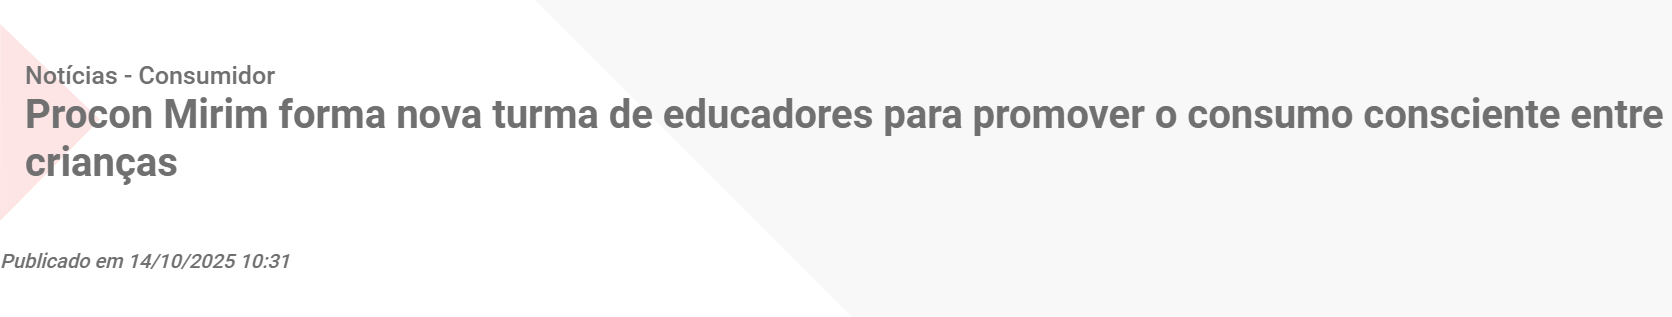 Notícias - Consumidor
Procon Mirim forma nova turma de educadores para promover o consumo consciente entre
crianças
Publicado em 14/10/2025 10:31